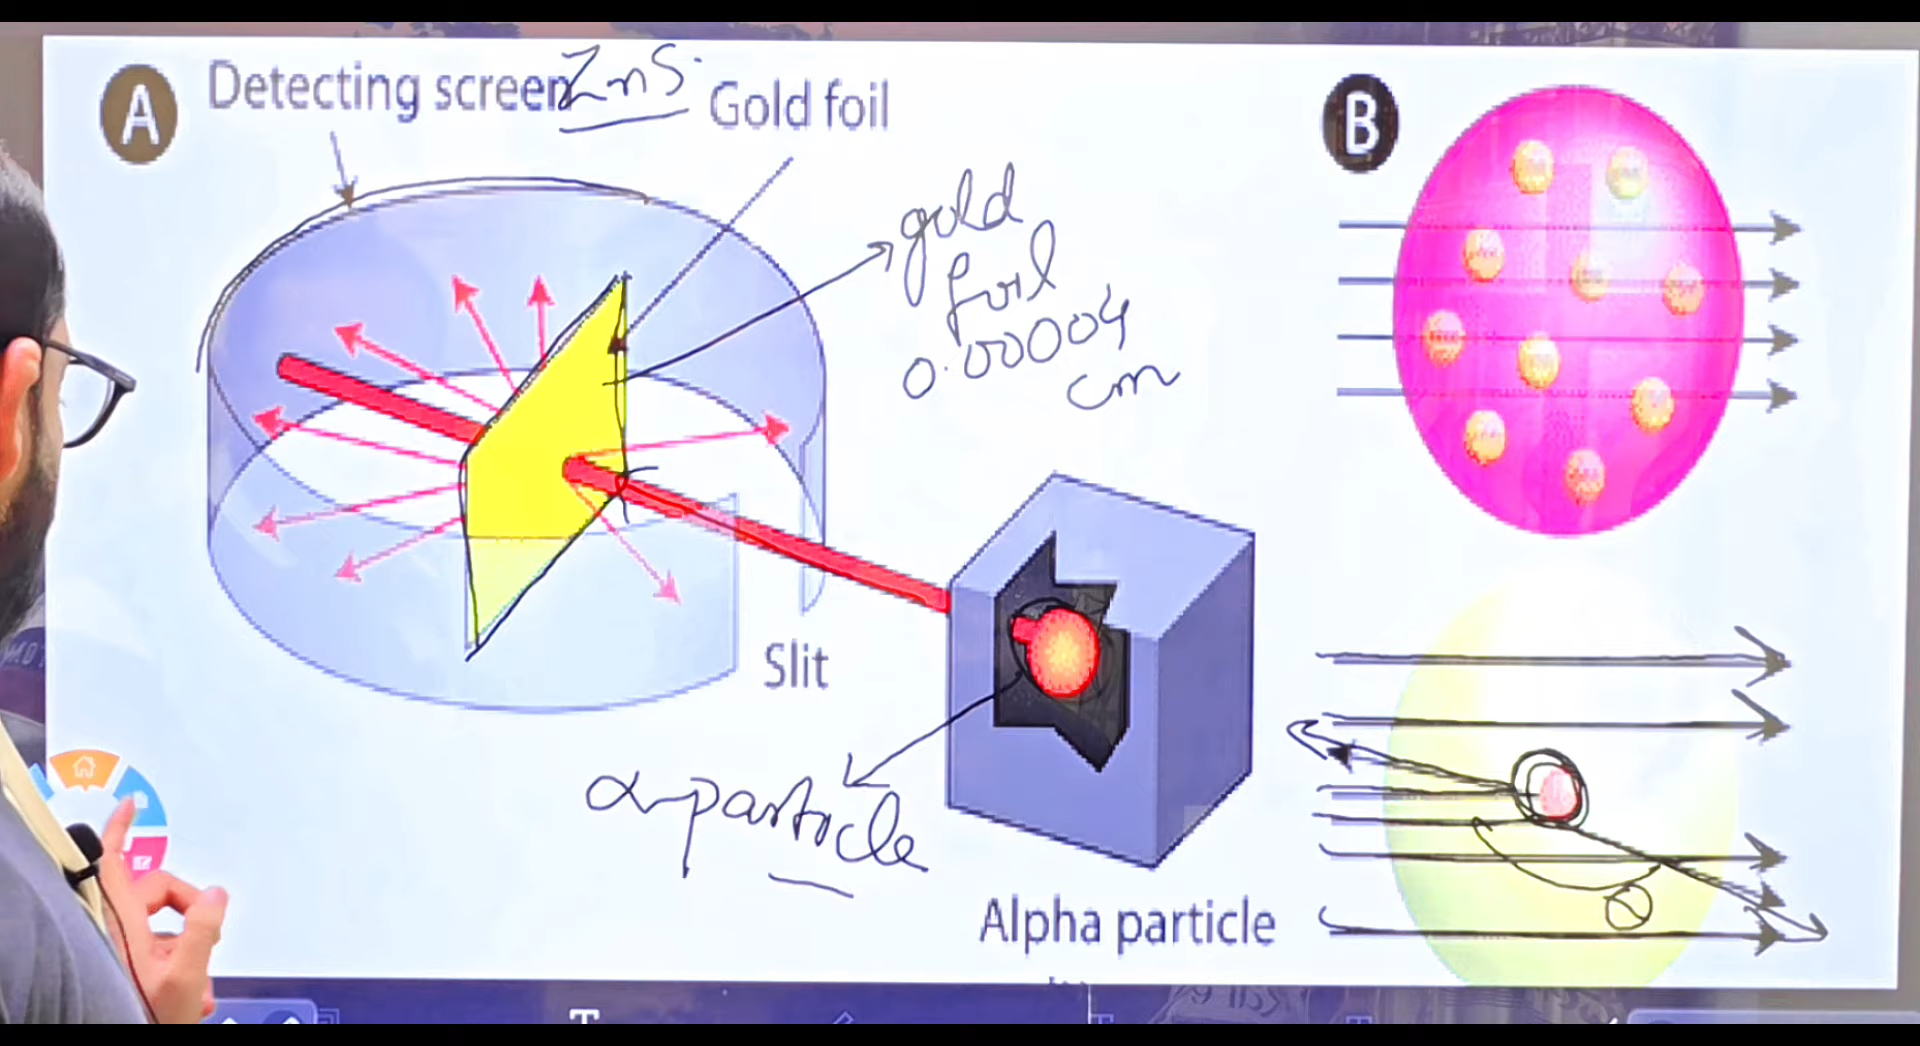 A
Detecting screen ZnS
Gold foil
gold
foil
0.00004
cm
Slit
α-particle
Alpha particle
B